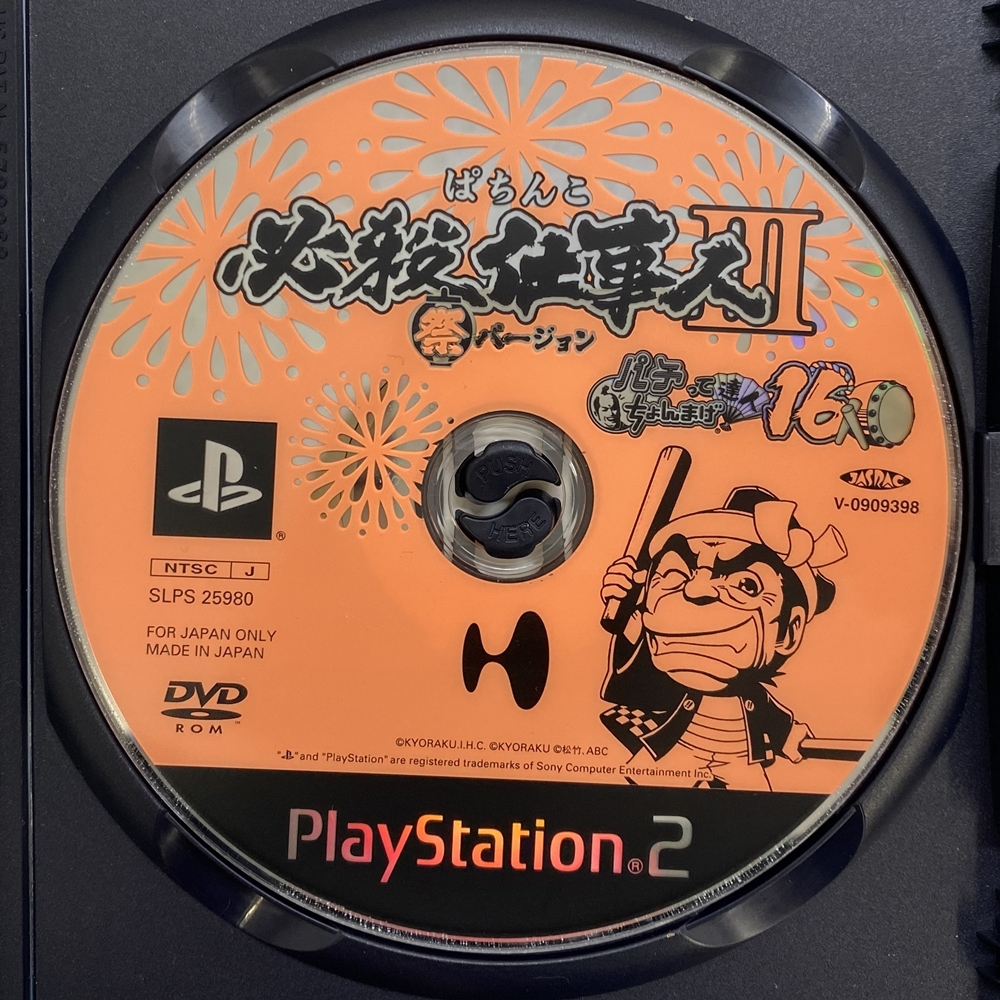 ぱちんこ
必殺仕事人III
祭バージョン
パチって
ちょんまげ達人
16
JASRAC
V-0909398
PUSH
HERE
NTSC J
SLPS 25980
FOR JAPAN ONLY
MADE IN JAPAN
DVD
ROM
©KYORAKU.I.H.C. ©KYORAKU ©松竹, ABC
"PS" and "PlayStation" are registered trademarks of Sony Computer Entertainment Inc.
PlayStation®2